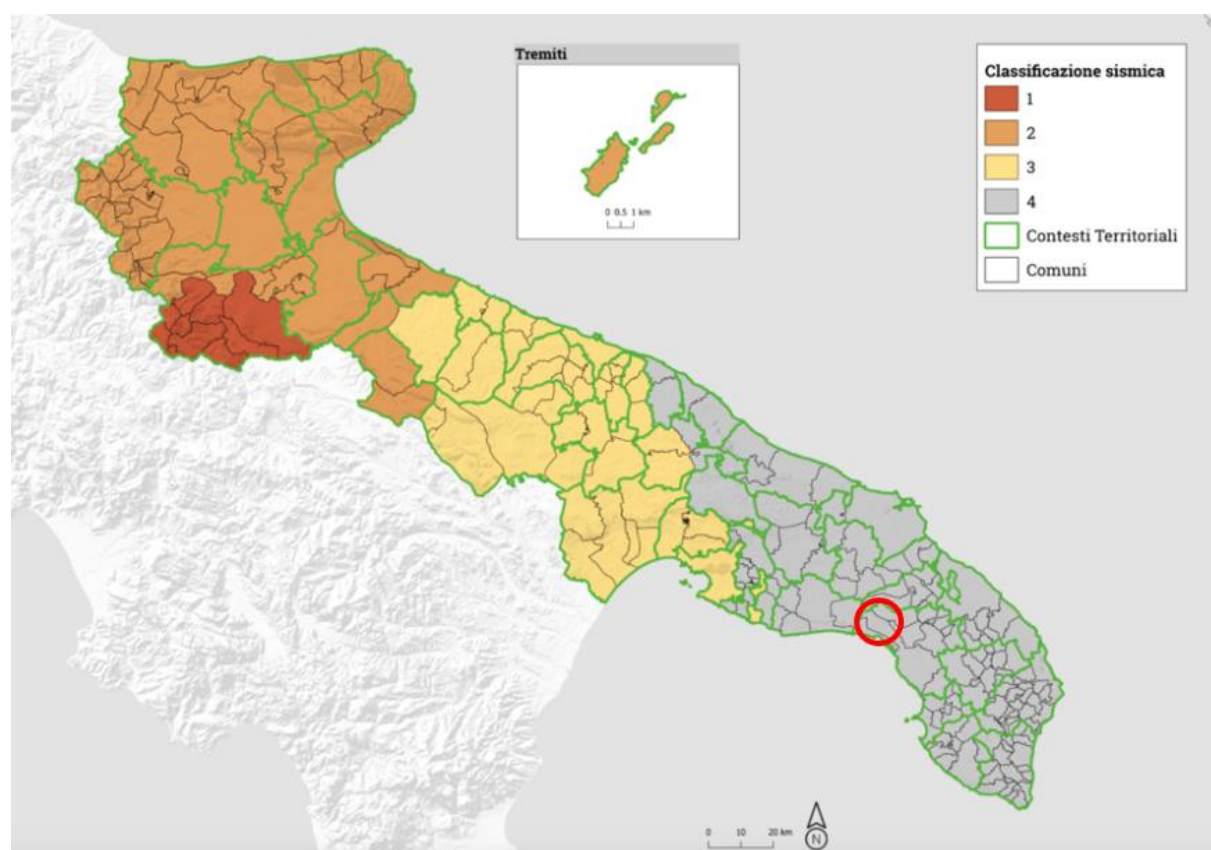 Tremiti
0 0.5 1 km
Classificazione sismica
1
2
3
4
Contesti Territoriali
Comuni
0 10 20 km
N